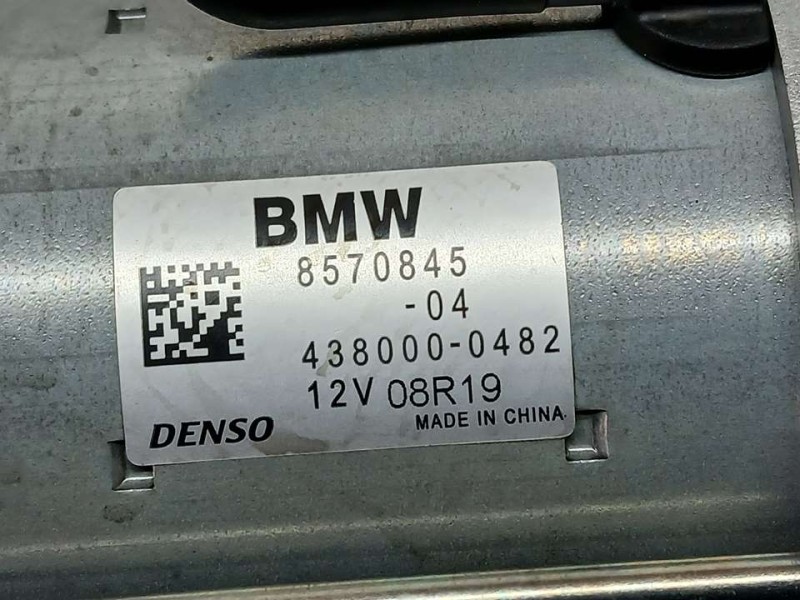 BMW
8570845
-04
438000-0482
12V 08R19
DENSO MADE IN CHINA